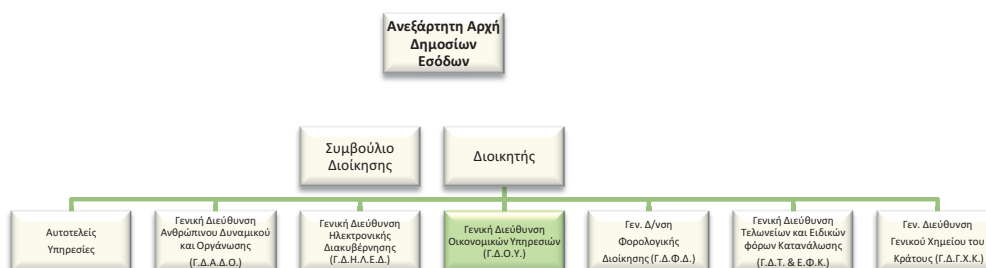 Ανεξάρτητη Αρχή
Δημοσίων
Εσόδων
Συμβούλιο
Διοίκησης
Διοικητής
Αυτοτελείς
Υπηρεσίες
Γενική Διεύθυνση
Ανθρώπινου Δυναμικού
και Οργάνωσης
(Γ.Δ.Α.Δ.Ο.)
Γενική Διεύθυνση
Ηλεκτρονικής
Διακυβέρνησης
(Γ.Δ.Η.Λ.Ε.Δ.)
Γενική Διεύθυνση
Οικονομικών Υπηρεσιών
(Γ.Δ.Ο.Υ.)
Γεν. Δ/νση
Φορολογικής
Διοίκησης (Γ.Δ.Φ.Δ.)
Γενική Διεύθυνση
Τελωνείων και Ειδικών
φόρων Κατανάλωσης
(Γ.Δ.Τ. & Ε.Φ.Κ.)
Γεν. Διεύθυνση
Γενικού Χημείου του
Κράτους (Γ.Δ.Γ.Χ.Κ.)